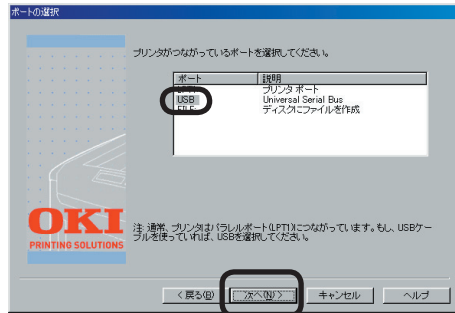 ポートの選択
プリンタがつながっているポートを選択してください。
ポート 説明
LPT1: プリンタ ポート
USB Universal Serial Bus
FILE: ディスクにファイルを作成
OKI
PRINTING SOLUTIONS
注: 通常、プリンタはパラレルポート(LPT1)につながっています。もし、USBケー
ブルを使っていれば、USBを選択してください。
< 戻る(B) 次へ(N) > キャンセル ヘルプ